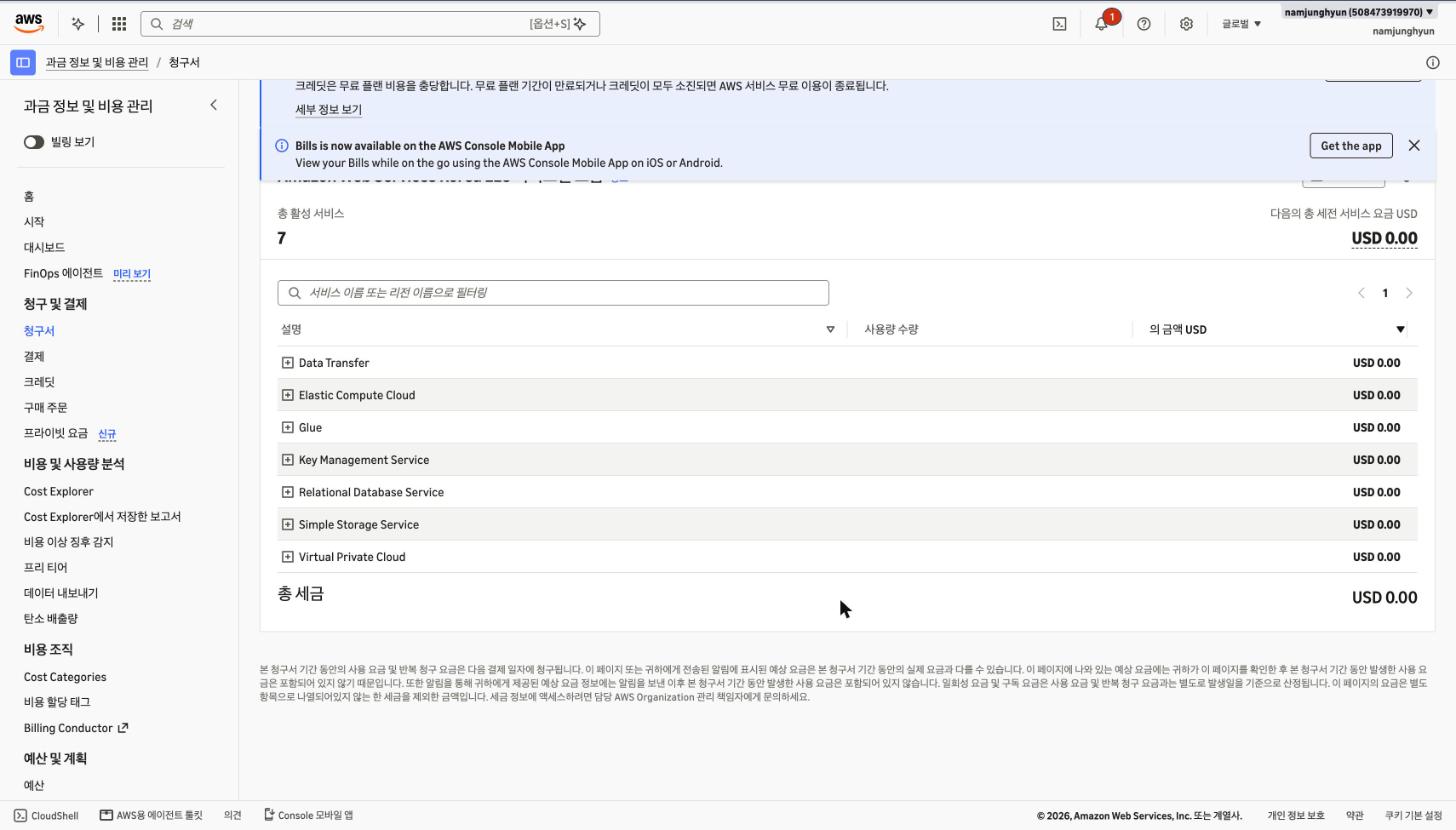 aws
검색
[옵션+S]
1
글로벌 ▼
namjunghyun (508473919970) ▼
namjunghyun
과금 정보 및 비용 관리 / 청구서
과금 정보 및 비용 관리
빌링 보기
홈
시작
대시보드
FinOps 에이전트 미리 보기
청구 및 결제
청구서
결제
크레딧
구매 주문
프라이빗 요금 신규
비용 및 사용량 분석
Cost Explorer
Cost Explorer에서 저장한 보고서
비용 이상 징후 감지
프리 티어
데이터 내보내기
탄소 배출량
비용 조직
Cost Categories
비용 할당 태그
Billing Conductor
예산 및 계획
예산
크레딧은 무료 플랜 비용을 충당합니다. 무료 플랜 기간이 만료되거나 크레딧이 모두 소진되면 AWS 서비스 무료 이용이 종료됩니다.
세부 정보 보기
Bills is now available on the AWS Console Mobile App
View your Bills while on the go using the AWS Console Mobile App on iOS or Android.
Get the app
총 활성 서비스
7
다음의 총 세전 서비스 요금 USD
USD 0.00
서비스 이름 또는 리전 이름으로 필터링
1
설명 사용량 수량 의 금액 USD
Data Transfer USD 0.00
Elastic Compute Cloud USD 0.00
Glue USD 0.00
Key Management Service USD 0.00
Relational Database Service USD 0.00
Simple Storage Service USD 0.00
Virtual Private Cloud USD 0.00
총 세금 USD 0.00
본 청구서 기간 동안의 사용 요금 및 반복 청구 요금은 다음 결제 일자에 청구됩니다. 이 페이지 또는 귀하에게 전송된 알림에 표시된 예상 요금은 본 청구서 기간 동안의 실제 요금과 다를 수 있습니다. 이 페이지에 나와 있는 예상 요금에는 귀하가 이 페이지를 확인한 후 본 청구서 기간 동안 발생한 사용 요
금은 포함되어 있지 않기 때문입니다. 또한 알림을 통해 귀하에게 제공된 예상 요금 정보에는 알림을 보낸 이후 본 청구서 기간 동안 발생한 사용 요금은 포함되어 있지 않습니다. 일회성 요금 및 구독 요금은 사용 요금 및 반복 청구 요금과는 별도로 발생일을 기준으로 산정됩니다. 이 페이지의 요금은 별도
항목으로 나열되어있지 않는 한 세금을 제외한 금액입니다. 세금 정보에 액세스하려면 담당 AWS Organization 관리 책임자에게 문의하세요.
CloudShell
AWS용 에이전트 툴킷
의견
Console 모바일 앱
© 2026, Amazon Web Services, Inc. 또는 계열사.
개인 정보 보호
약관
쿠키 기본 설정